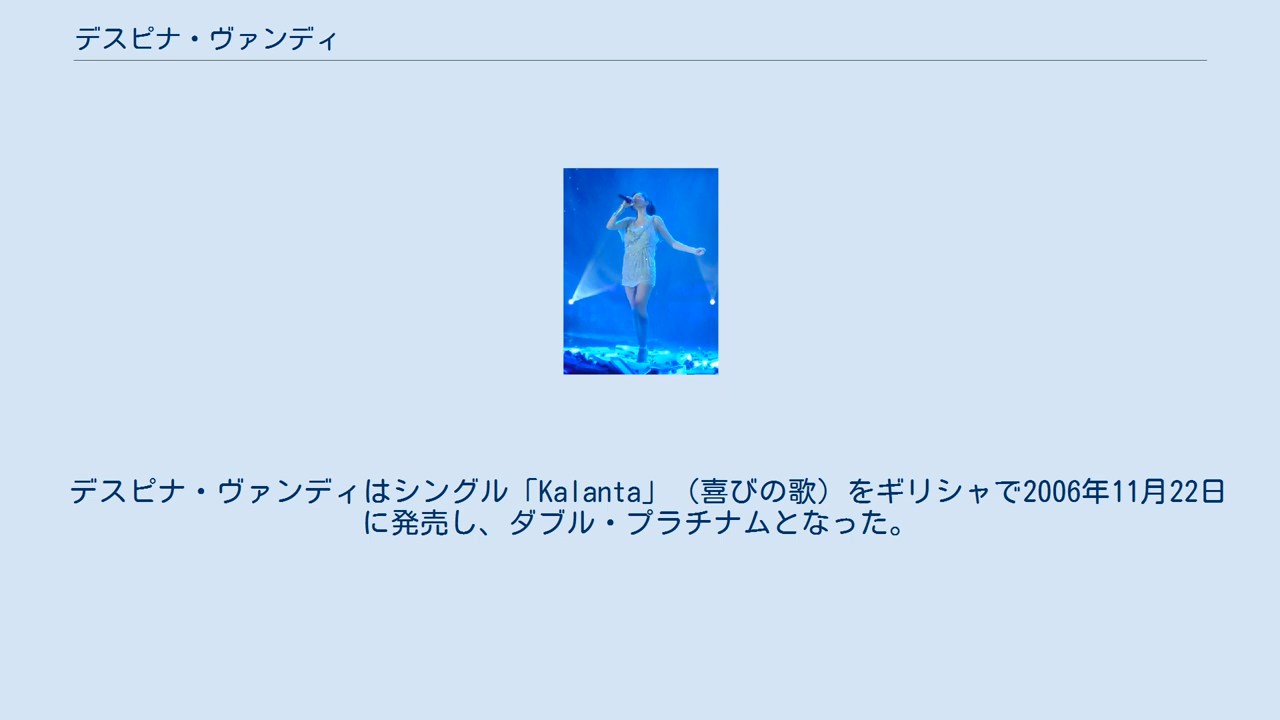 デスピナ・ヴァンディ
デスピナ・ヴァンディはシングル「Kalanta」（喜びの歌）をギリシャで2006年11月22日
に発売し、ダブル・プラチナムとなった。